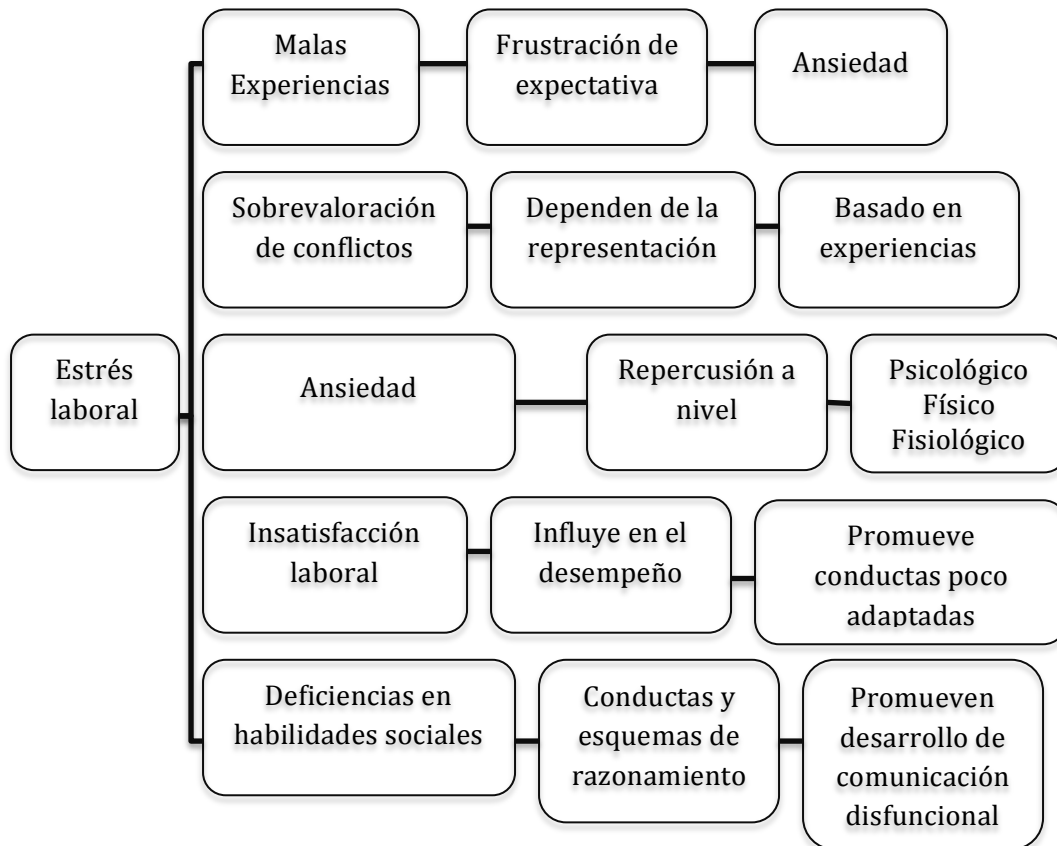 Malas
Experiencias
Frustración de
expectativa
Ansiedad
Sobrevaloración
de conflictos
Dependen de la
representación
Basado en
experiencias
Estrés
laboral
Ansiedad
Repercusión a
nivel
Psicológico
Físico
Fisiológico
Insatisfacción
laboral
Influye en el
desempeño
Promueve
conductas poco
adaptadas
Deficiencias en
habilidades sociales
Conductas y
esquemas de
razonamiento
Promueven
desarrollo de
comunicación
disfuncional